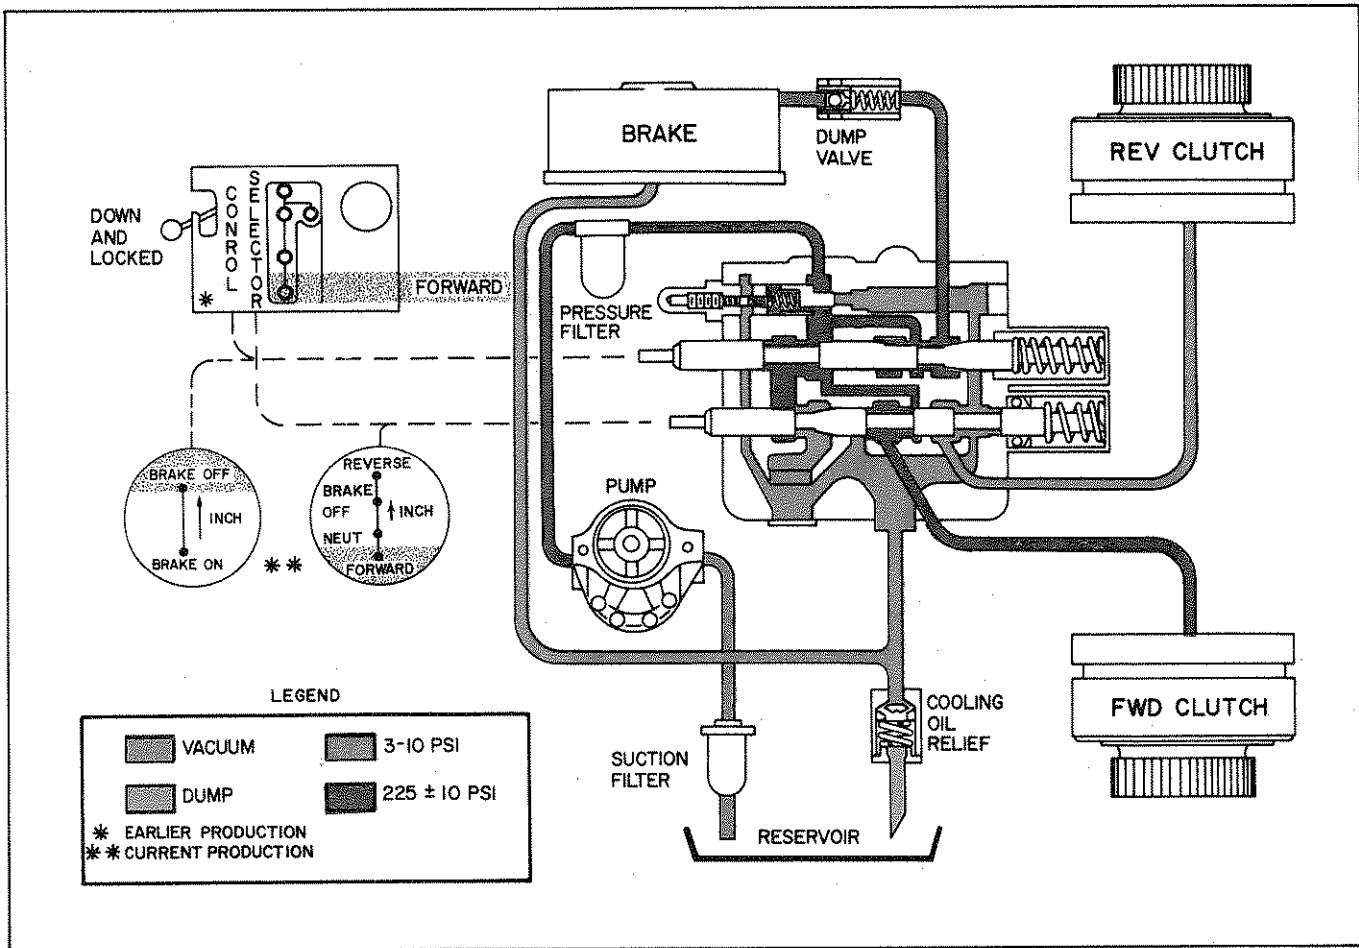 BRAKE
DUMP
VALVE
REV CLUTCH
DOWN
AND
LOCKED
CONROL
SELECTOR
*
FORWARD
PRESSURE
FILTER
BRAKE OFF
INCH
BRAKE ON
**
REVERSE
BRAKE
OFF
INCH
NEUT
FORWARD
PUMP
FWD CLUTCH
COOLING
OIL
RELIEF
SUCTION
FILTER
RESERVOIR
LEGEND
VACUUM
3-10 PSI
DUMP
225 ± 10 PSI
* EARLIER PRODUCTION
** CURRENT PRODUCTION